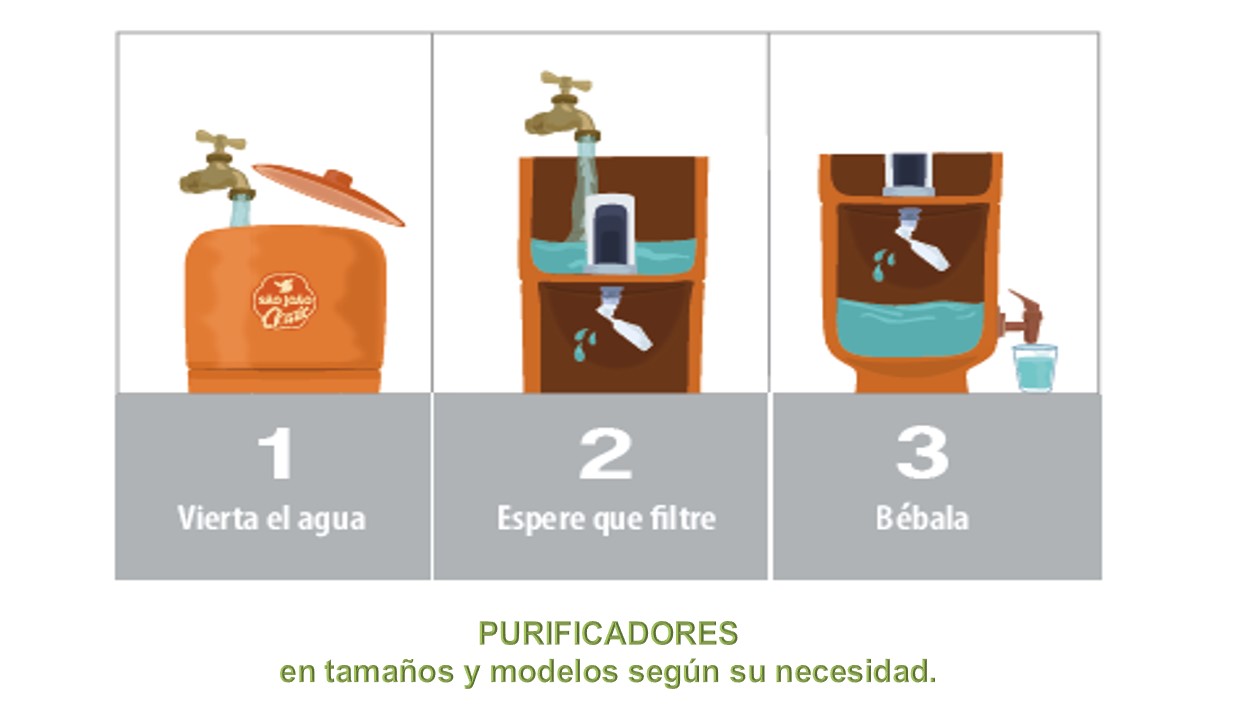 SÃO JOÃO
Classic
1
Vierta el agua
2
Espere que filtre
3
Bébala
PURIFICADORES
en tamaños y modelos según su necesidad.